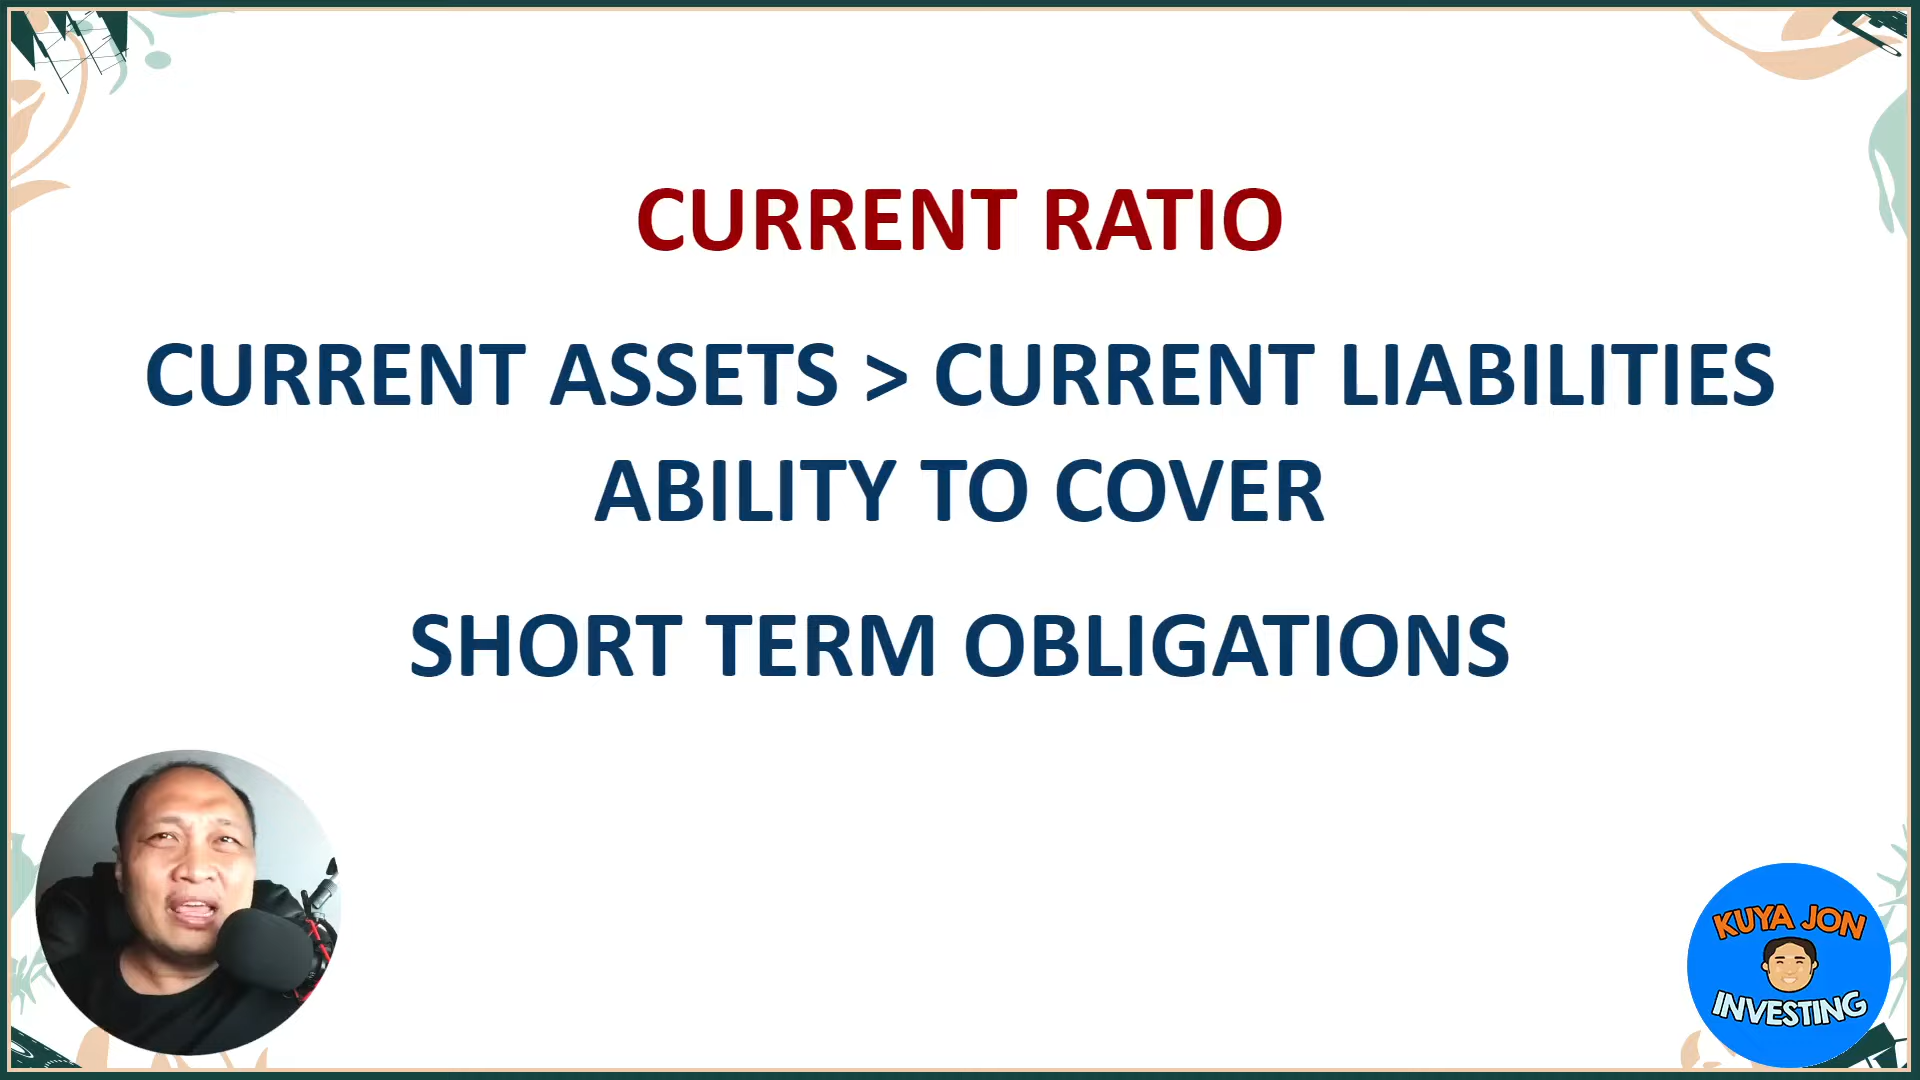 CURRENT RATIO
CURRENT ASSETS > CURRENT LIABILITIES
ABILITY TO COVER
SHORT TERM OBLIGATIONS
KUYA JON
INVESTING